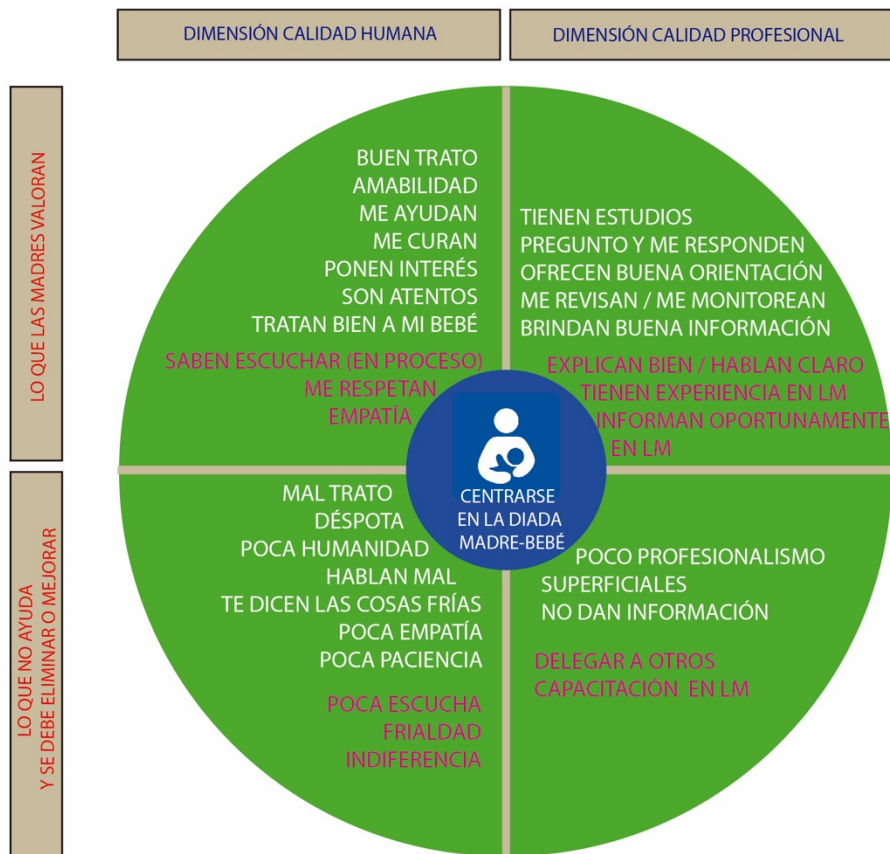 DIMENSIÓN CALIDAD HUMANA
DIMENSIÓN CALIDAD PROFESIONAL
LO QUE LAS MADRES VALORAN
BUEN TRATO
AMABILIDAD
ME AYUDAN
ME CURAN
PONEN INTERÉS
SON ATENTOS
TRATAN BIEN A MI BEBÉ
SABEN ESCUCHAR (EN PROCESO)
ME RESPETAN
EMPATÍA
TIENEN ESTUDIOS
PREGUNTO Y ME RESPONDEN
OFRECEN BUENA ORIENTACIÓN
ME REVISAN / ME MONITOREAN
BRINDAN BUENA INFORMACIÓN
EXPLICAN BIEN / HABLAN CLARO
TIENEN EXPERIENCIA EN LM
INFORMAN OPORTUNAMENTE
EN LM
CENTRARSE
EN LA DIADA
MADRE-BEBÉ
LO QUE NO AYUDA
Y SE DEBE ELIMINAR O MEJORAR
MAL TRATO
DÉSPOTA
POCA HUMANIDAD
HABLAN MAL
TE DICEN LAS COSAS FRÍAS
POCA EMPATÍA
POCA PACIENCIA
POCA ESCUCHA
FRIALDAD
INDIFERENCIA
POCO PROFESIONALISMO
SUPERFICIALES
NO DAN INFORMACIÓN
DELEGAR A OTROS
CAPACITACIÓN EN LM